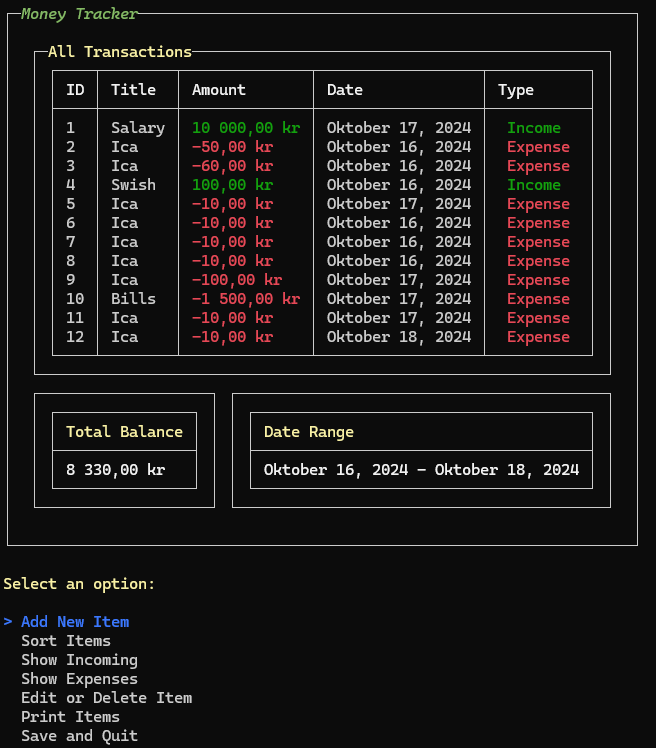 Money Tracker
All Transactions
ID Title Amount Date Type
1 Salary 10 000,00 kr Oktober 17, 2024 Income
2 Ica −50,00 kr Oktober 16, 2024 Expense
3 Ica −60,00 kr Oktober 16, 2024 Expense
4 Swish 100,00 kr Oktober 16, 2024 Income
5 Ica −10,00 kr Oktober 17, 2024 Expense
6 Ica −10,00 kr Oktober 16, 2024 Expense
7 Ica −10,00 kr Oktober 16, 2024 Expense
8 Ica −10,00 kr Oktober 16, 2024 Expense
9 Ica −100,00 kr Oktober 17, 2024 Expense
10 Bills −1 500,00 kr Oktober 17, 2024 Expense
11 Ica −10,00 kr Oktober 17, 2024 Expense
12 Ica −10,00 kr Oktober 18, 2024 Expense
Total Balance
8 330,00 kr
Date Range
Oktober 16, 2024 − Oktober 18, 2024
Select an option:
> Add New Item
Sort Items
Show Incoming
Show Expenses
Edit or Delete Item
Print Items
Save and Quit